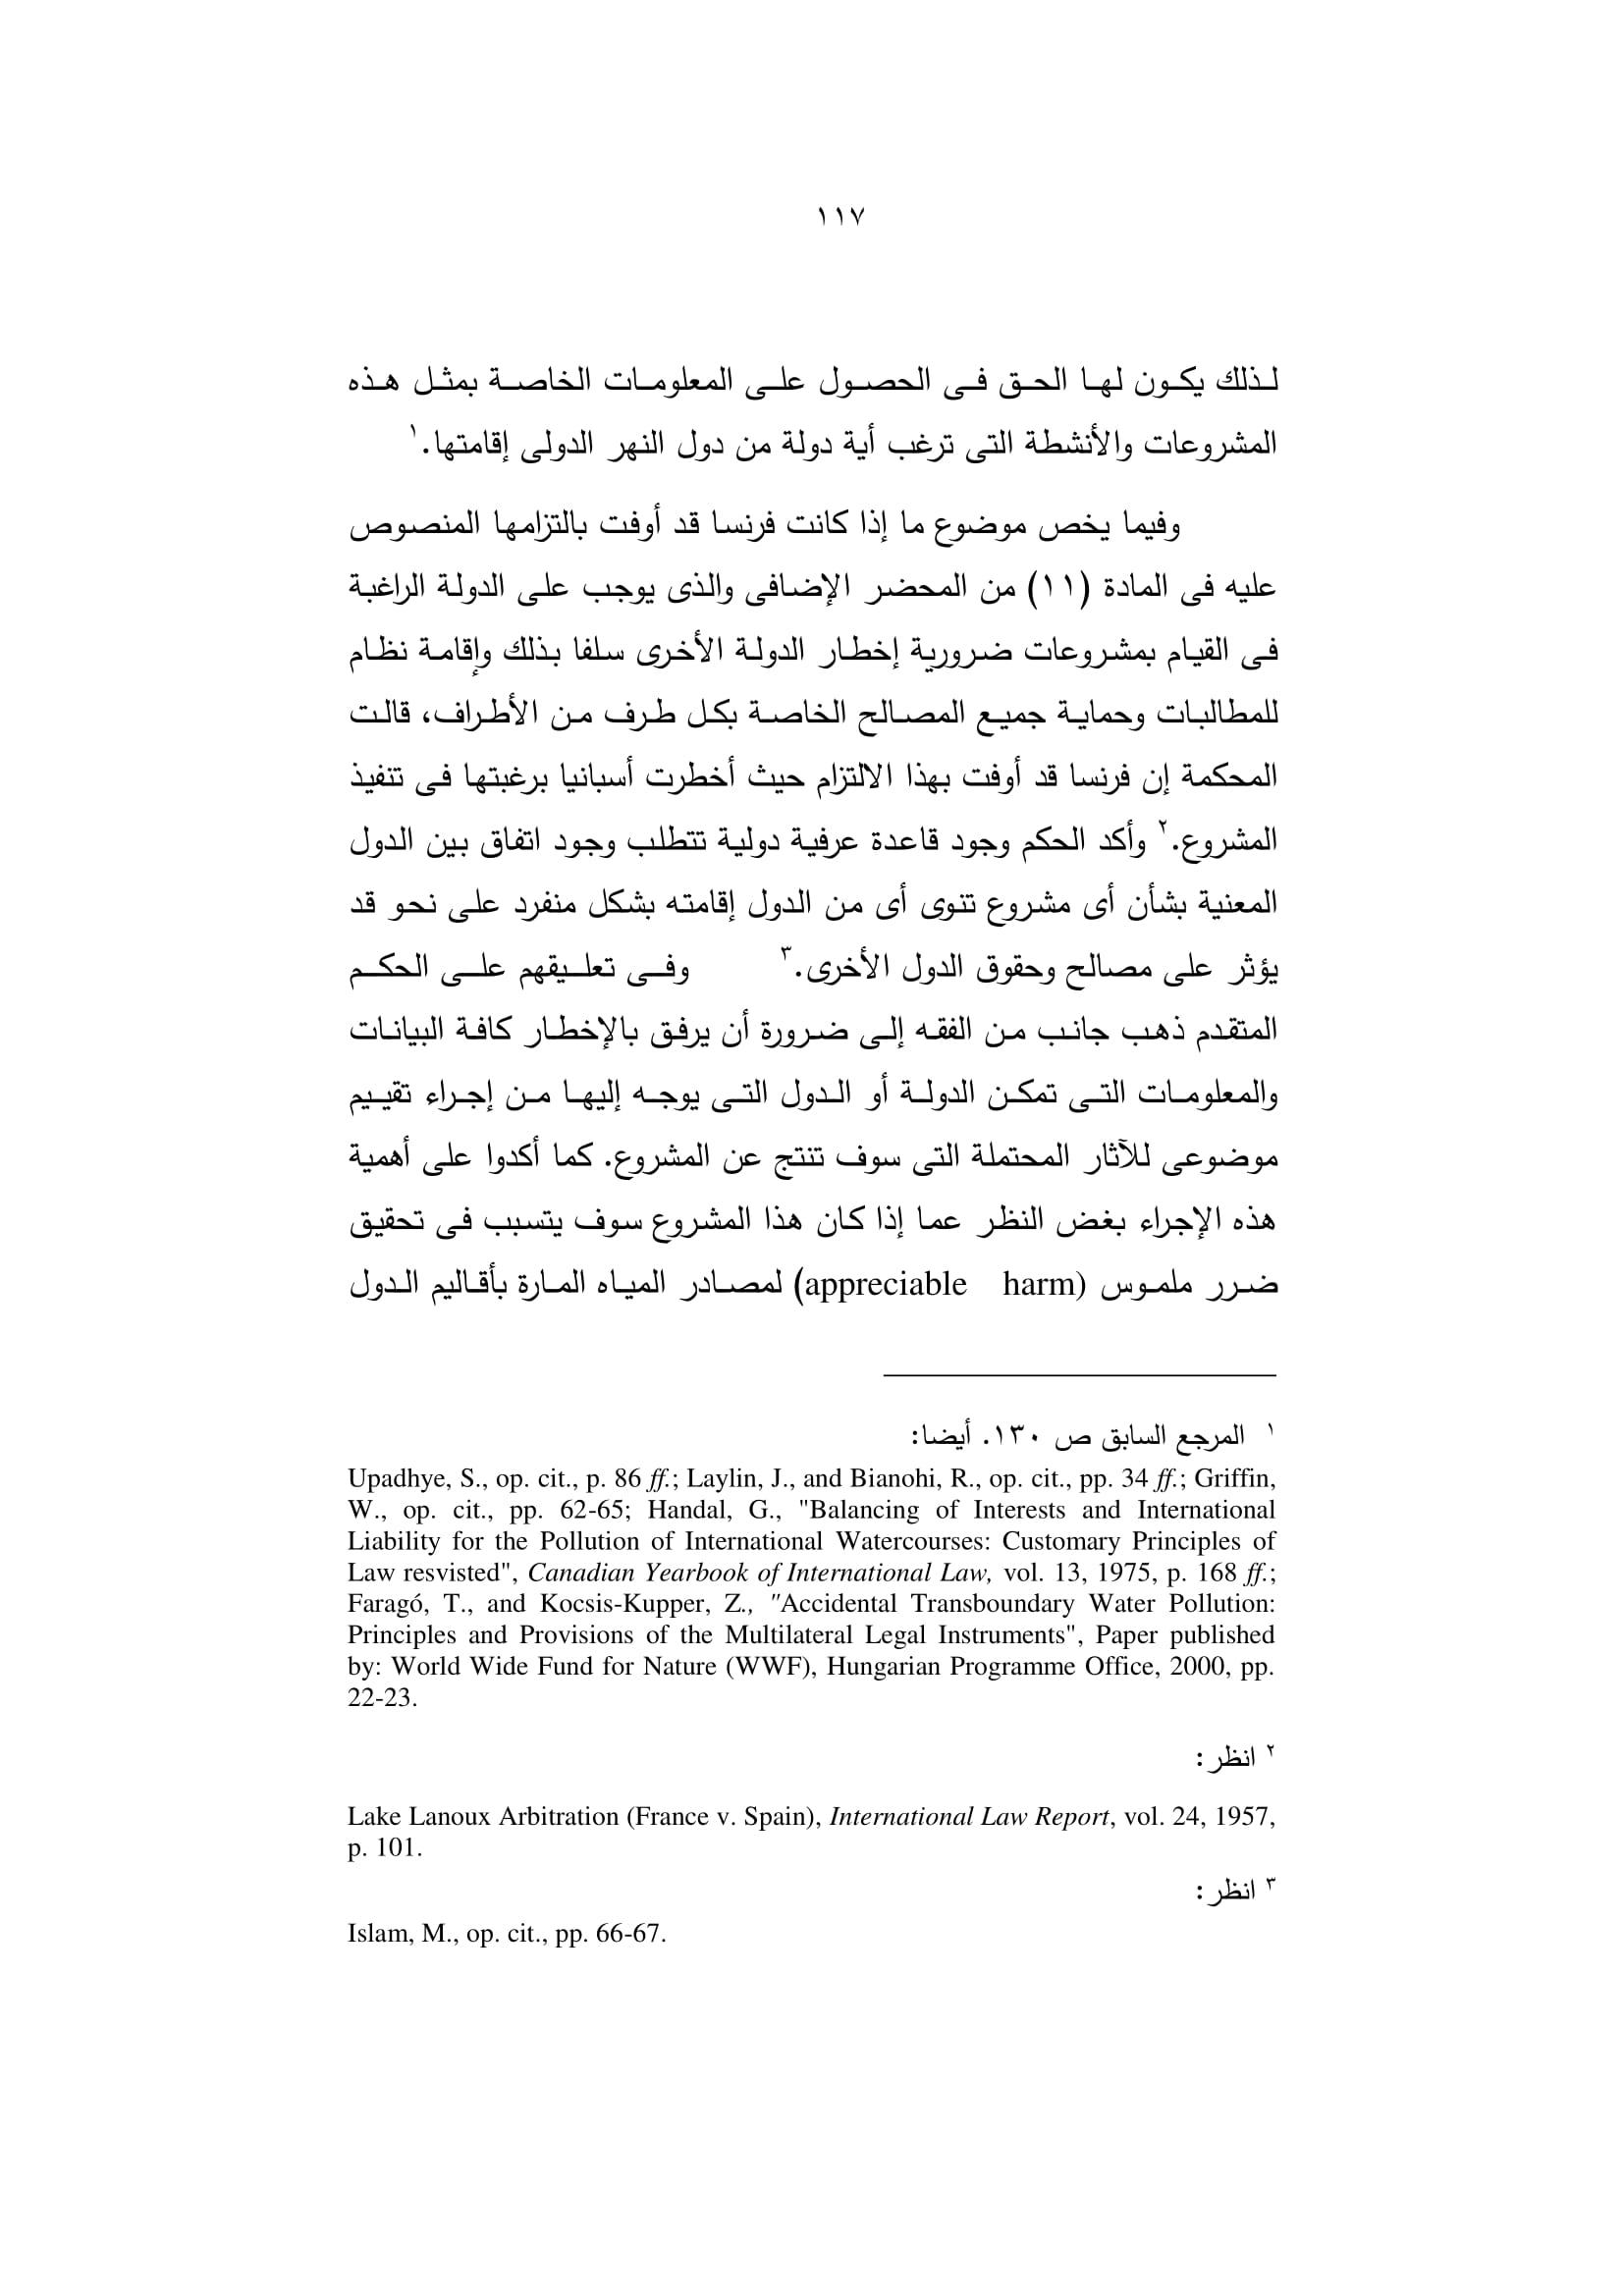 ١١٧
لذلك يكون لها الحق فى الحصول على المعلومات الخاصة بمثل هذه
المشروعات والأنشطة التى ترغب أية دولة من دول النهر الدولى إقامتها.١
وفيما يخص موضوع ما إذا كانت فرنسا قد أوفت بالتزامها المنصوص
عليه فى المادة (١١) من المحضر الإضافى والذى يوجب على الدولة الراغبة
فى القيام بمشروعات ضرورية إخطار الدولة الأخرى سلفا بذلك وإقامة نظام
للمطالبات وحماية جميع المصالح الخاصة بكل طرف من الأطراف، قالت
المحكمة إن فرنسا قد أوفت بهذا الالتزام حيث أخطرت أسبانيا برغبتها فى تنفيذ
المشروع.٢ وأكد الحكم وجود قاعدة عرفية دولية تتطلب وجود اتفاق بين الدول
المعنية بشأن أى مشروع تنوى أى من الدول إقامته بشكل منفرد على نحو قد
يؤثر على مصالح وحقوق الدول الأخرى.٣ وفى تعليقهم على الحكم
المتقدم ذهب جانب من الفقه إلى ضرورة أن يرفق بالإخطار كافة البيانات
والمعلومات التى تمكن الدولة أو الدول التى يوجه إليها من إجراء تقييم
موضوعى للآثار المحتملة التى سوف تنتج عن المشروع. كما أكدوا على أهمية
هذه الإجراء بغض النظر عما إذا كان هذا المشروع سوف يتسبب فى تحقيق
ضرر ملموس (appreciable harm) لمصادر المياه المارة بأقاليم الدول
١ المرجع السابق ص ١٣٠. أيضا:
Upadhye, S., op. cit., p. 86 ff.; Laylin, J., and Bianohi, R., op. cit., pp. 34 ff.; Griffin,
W., op. cit., pp. 62-65; Handal, G., "Balancing of Interests and International
Liability for the Pollution of International Watercourses: Customary Principles of
Law resvisted", Canadian Yearbook of International Law, vol. 13, 1975, p. 168 ff.;
Faragó, T., and Kocsis-Kupper, Z., "Accidental Transboundary Water Pollution:
Principles and Provisions of the Multilateral Legal Instruments", Paper published
by: World Wide Fund for Nature (WWF), Hungarian Programme Office, 2000, pp.
22-23.
٢ انظر:
Lake Lanoux Arbitration (France v. Spain), International Law Report, vol. 24, 1957,
p. 101.
٣ انظر:
Islam, M., op. cit., pp. 66-67.